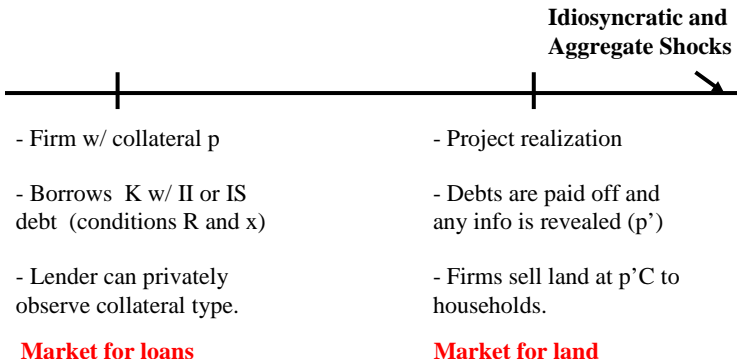 Idiosyncratic and
Aggregate Shocks
- Firm w/ collateral p
- Borrows K w/ II or IS
debt (conditions R and x)
- Lender can privately
observe collateral type.
Market for loans
- Project realization
- Debts are paid off and
any info is revealed (p’)
- Firms sell land at p’C to
households.
Market for land